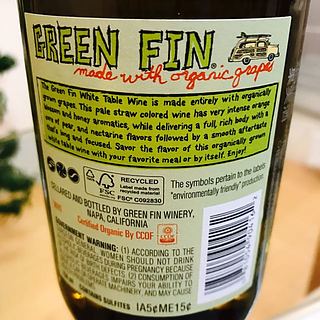 GREEN FIN
made with organic grapes
The Green Fin White Table Wine is made entirely with organically
grown grapes. This pale straw colored wine has very intense orange
blossom and honey aromas, while delivering a full, rich body with a
core of pear, and nectarine flavors followed by a smooth aftertaste
that's long and focused. Savor the flavor of this organically grown
white table wine with your favorite meal or by itself. Enjoy!
FSC
RECYCLED
Label made from
recycled material
FSC® C092830
The symbols pertain to the labels
"environmentally friendly" production.
CELLARED AND BOTTLED BY GREEN FIN WINERY,
NAPA, CALIFORNIA
Certified Organic By CCOF
CCOF
GOVERNMENT WARNING: (1) ACCORDING TO THE
GENERAL WOMEN SHOULD NOT DRINK
BEVERAGES DURING PREGNANCY BECAUSE
DEFECTS. (2) CONSUMPTION OF
IMPAIRS YOUR ABILITY TO
MACHINERY, AND MAY CAUSE
CONTAINS SULFITES IA5¢ME15¢